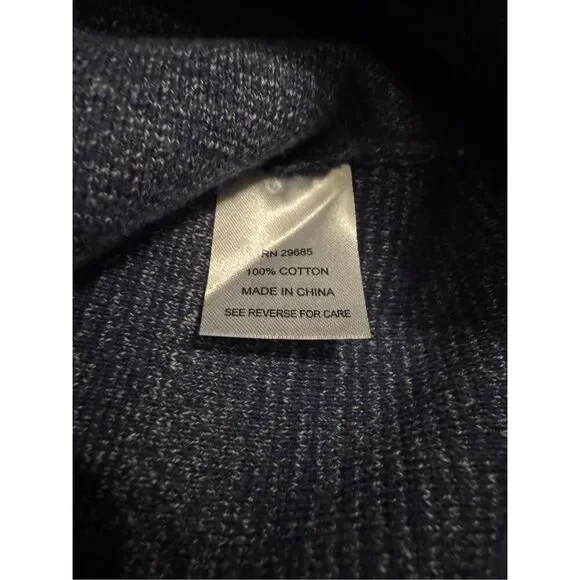 RN 29685
100% COTTON
MADE IN CHINA
SEE REVERSE FOR CARE